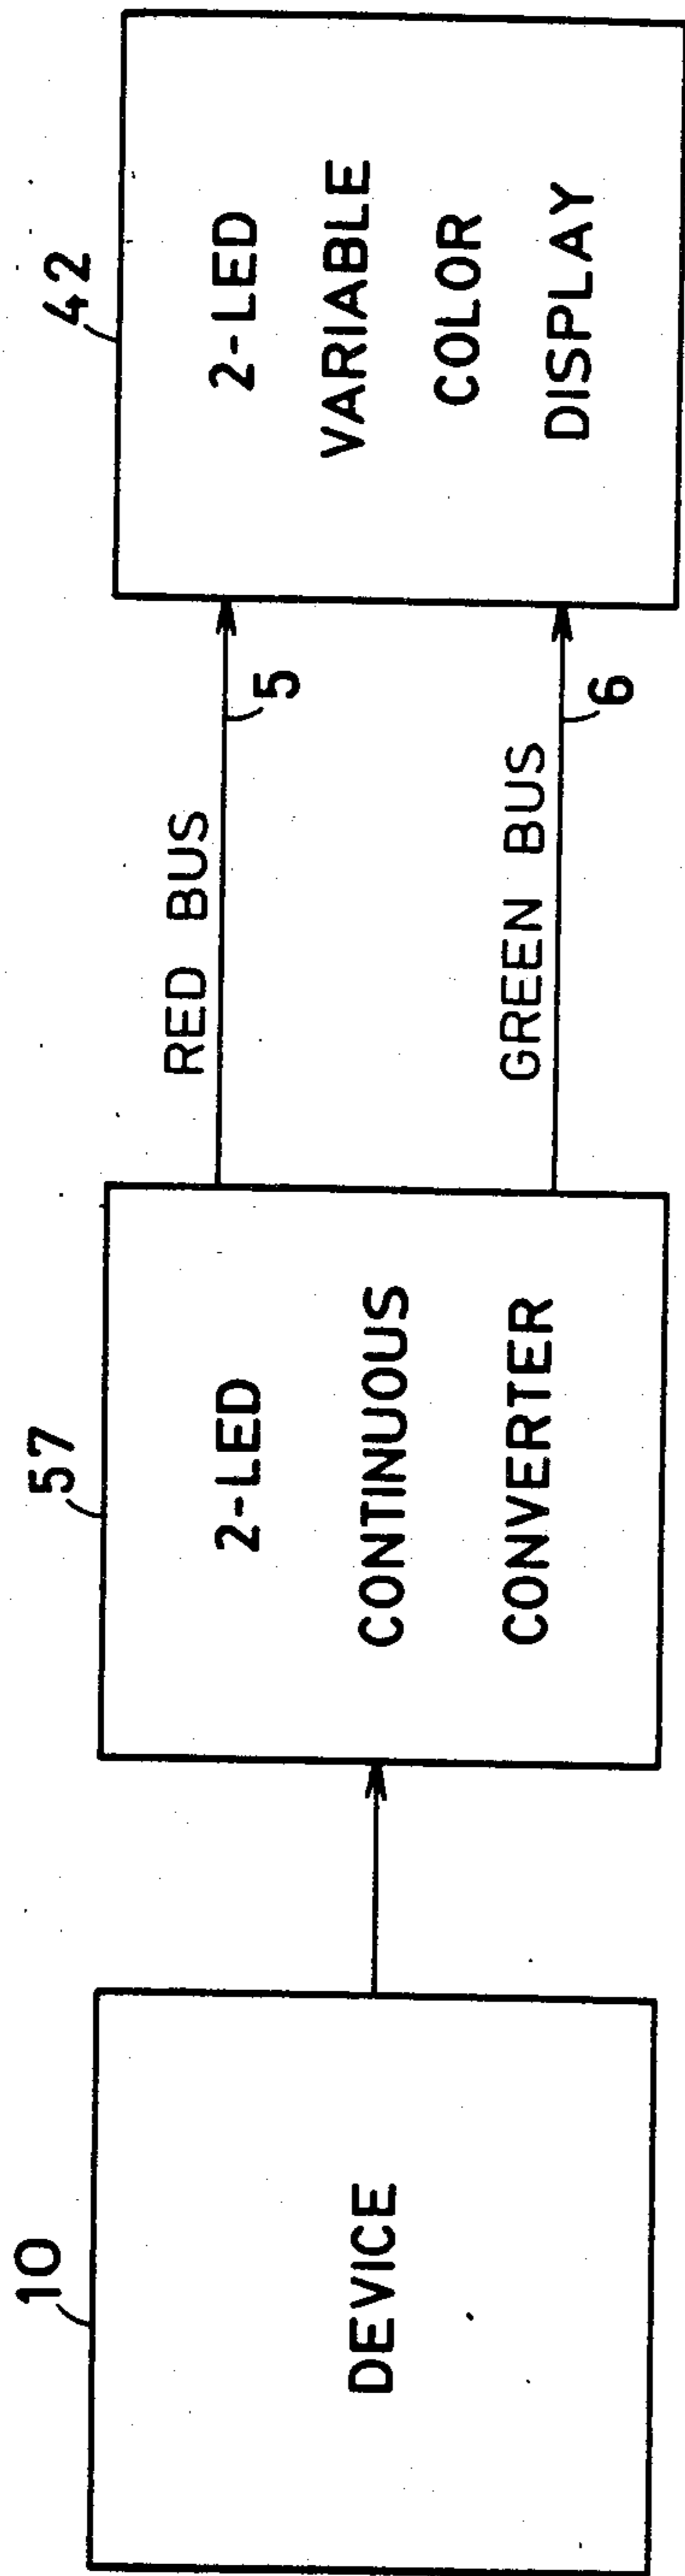 10
DEVICE
57
2-LED
CONTINUOUS
CONVERTER
RED BUS
5
GREEN BUS
6
42
2-LED
VARIABLE
COLOR
DISPLAY